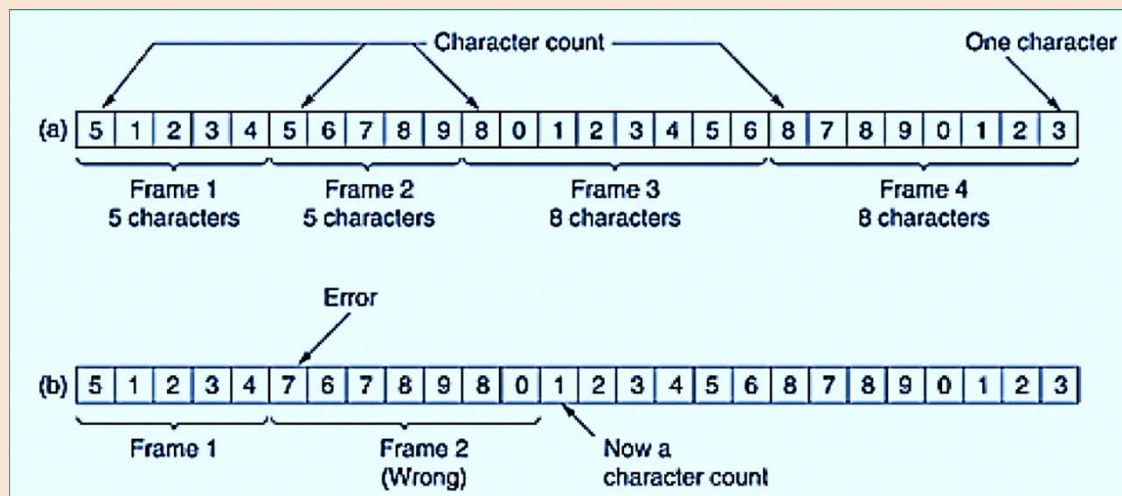 Character count One character
(a) 5 1 2 3 4 5 6 7 8 9 8 0 1 2 3 4 5 6 8 7 8 9 0 1 2 3
Frame 1 Frame 2 Frame 3 Frame 4
5 characters 5 characters 8 characters 8 characters
Error
(b) 5 1 2 3 4 7 6 7 8 9 8 0 1 2 3 4 5 6 8 7 8 9 0 1 2 3
Frame 1 Frame 2 Now a
(Wrong) character count